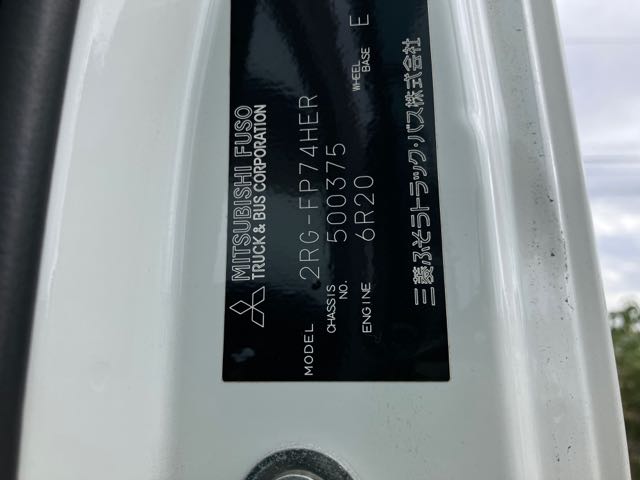 MITSUBISHI FUSO
TRUCK & BUS CORPORATION
MODEL 2RG-FP74HER
CHASSIS NO. 500375
ENGINE 6R20 WHEEL BASE E
三菱ふそうトラック・バス株式会社